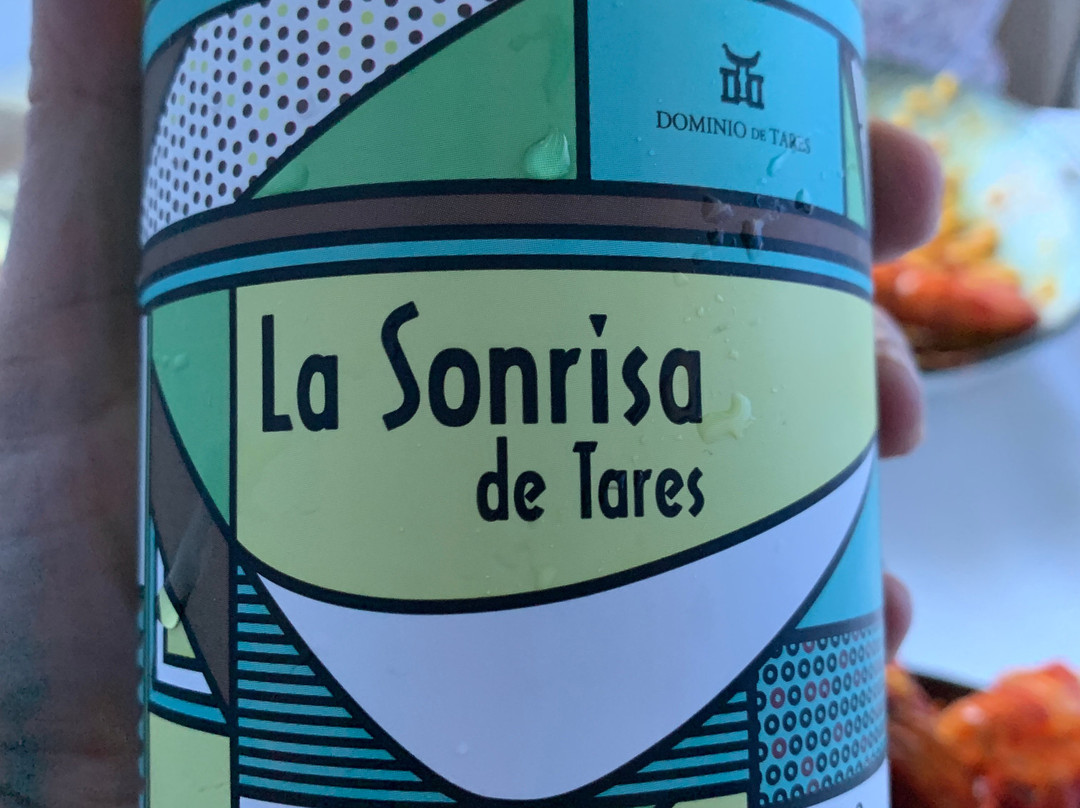 DOMINIO DE TARES
La Sonrisa
de Tares